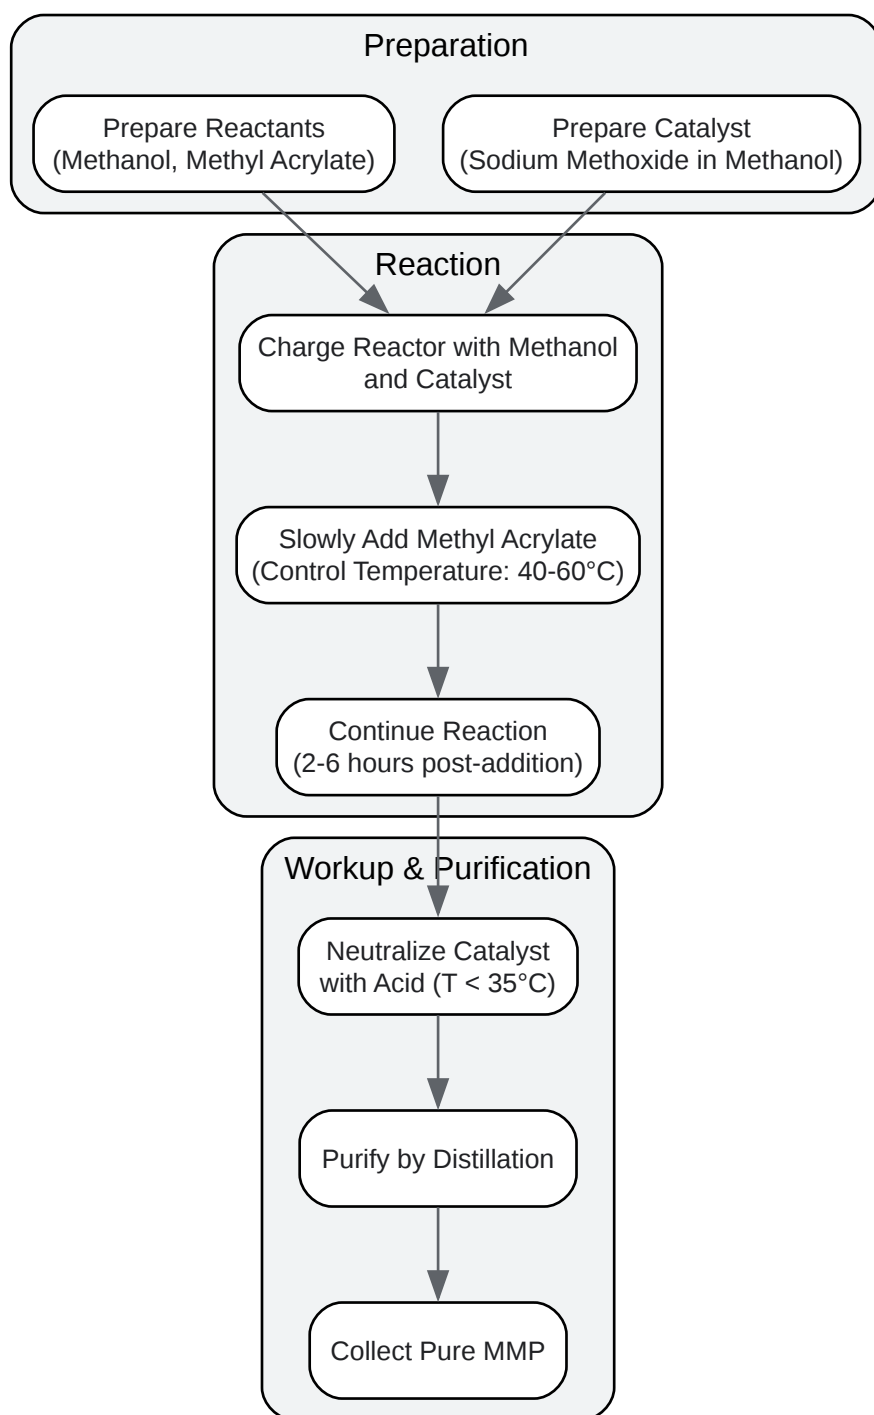 Preparation
Prepare Reactants
(Methanol, Methyl Acrylate)
Prepare Catalyst
(Sodium Methoxide in Methanol)
Reaction
Charge Reactor with Methanol
and Catalyst
Slowly Add Methyl Acrylate
(Control Temperature: 40-60°C)
Continue Reaction
(2-6 hours post-addition)
Workup & Purification
Neutralize Catalyst
with Acid (T < 35°C)
Purify by Distillation
Collect Pure MMP